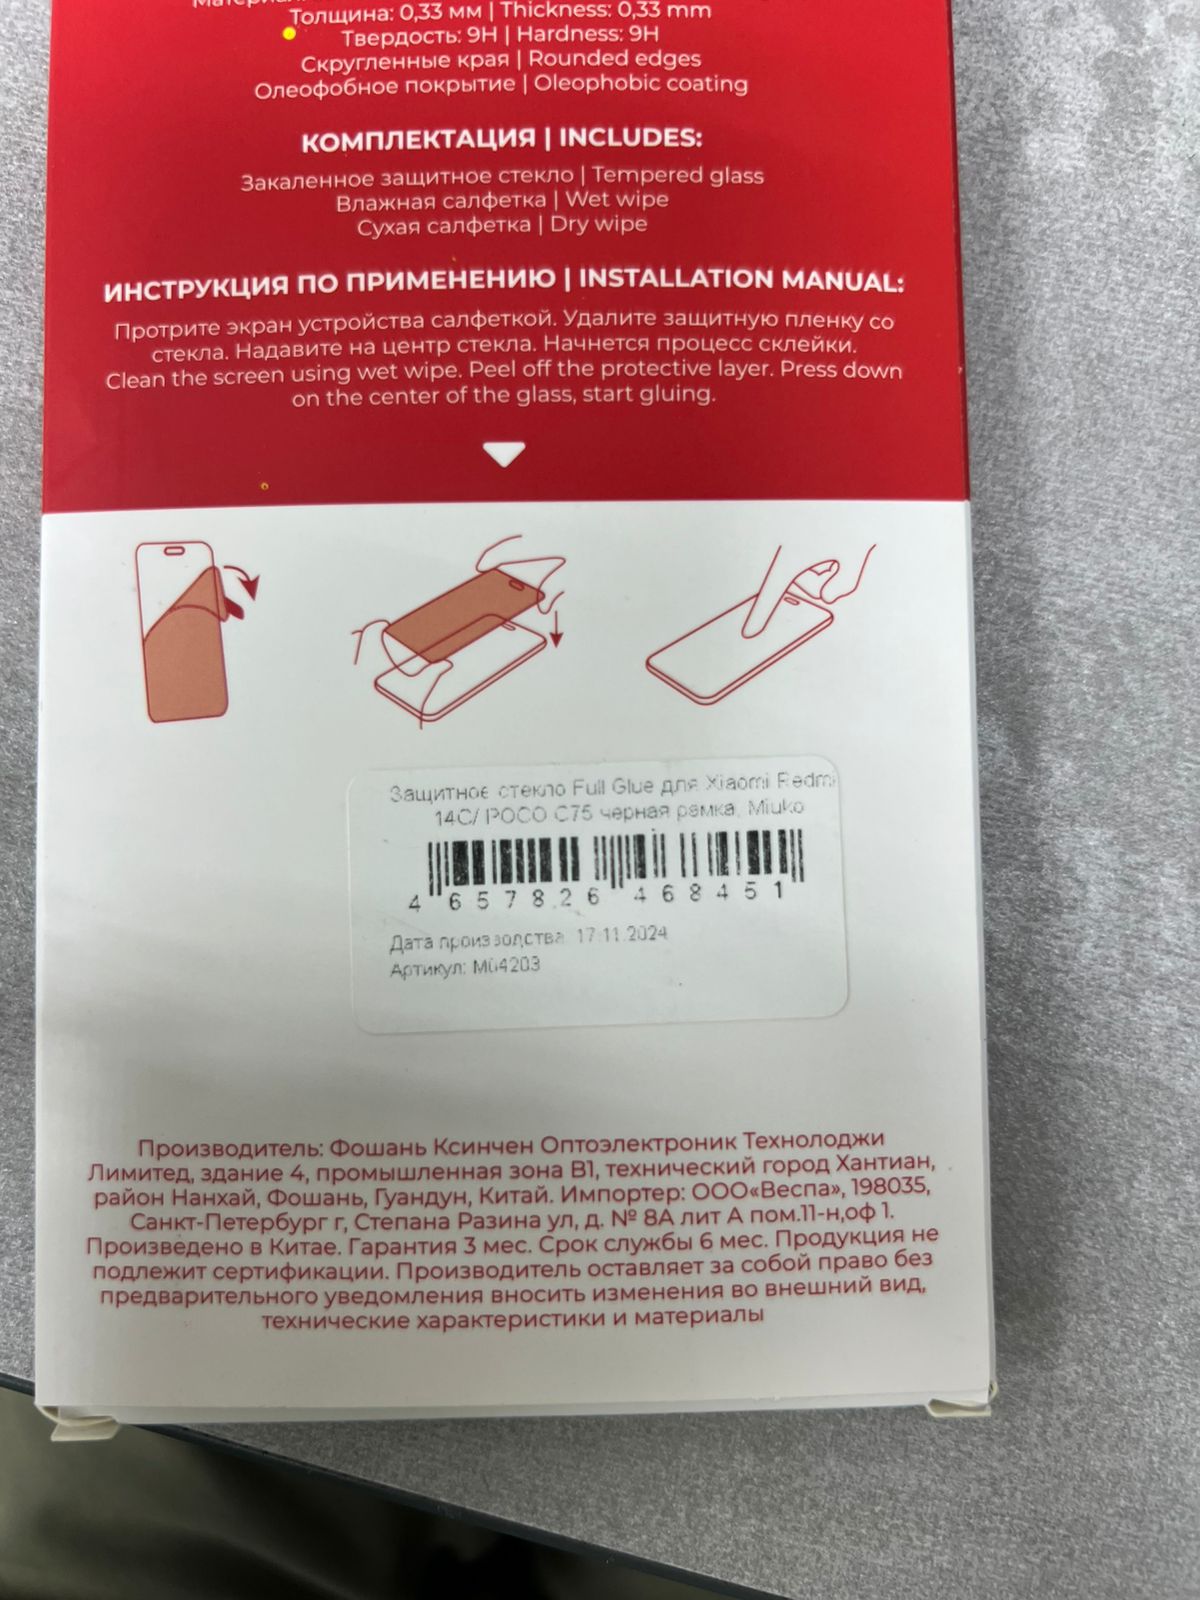 Толщина: 0,33 мм | Thickness: 0,33 mm
Твердость: 9H | Hardness: 9H
Скругленные края | Rounded edges
Олеофобное покрытие | Oleophobic coating
КОМПЛЕКТАЦИЯ | INCLUDES:
Закаленное защитное стекло | Tempered glass
Влажная салфетка | Wet wipe
Сухая салфетка | Dry wipe
ИНСТРУКЦИЯ ПО ПРИМЕНЕНИЮ | INSTALLATION MANUAL:
Протрите экран устройства салфеткой. Удалите защитную пленку со
стекла. Надавите на центр стекла. Начнется процесс склейки.
Clean the screen using wet wipe. Peel off the protective layer. Press down
on the center of the glass, start gluing.
Защитное стекло Full Glue для Xiaomi Redmi
14C/ POCO C75 черная рамка, Miuko
4 657826 468451
Дата производства: 17.11.2024
Артикул: Mü4203
Производитель: Фошань Ксинчен Оптоэлектроник Технолоджи
Лимитед, здание 4, промышленная зона B1, технический город Хантиан,
район Нанхай, Фошань, Гуандун, Китай. Импортер: ООО«Веспа», 198035,
Санкт-Петербург г, Степана Разина ул, д. № 8А лит А пом.11-н,оф 1.
Произведено в Китае. Гарантия 3 мес. Срок службы 6 мес. Продукция не
подлежит сертификации. Производитель оставляет за собой право без
предварительного уведомления вносить изменения во внешний вид,
технические характеристики и материалы